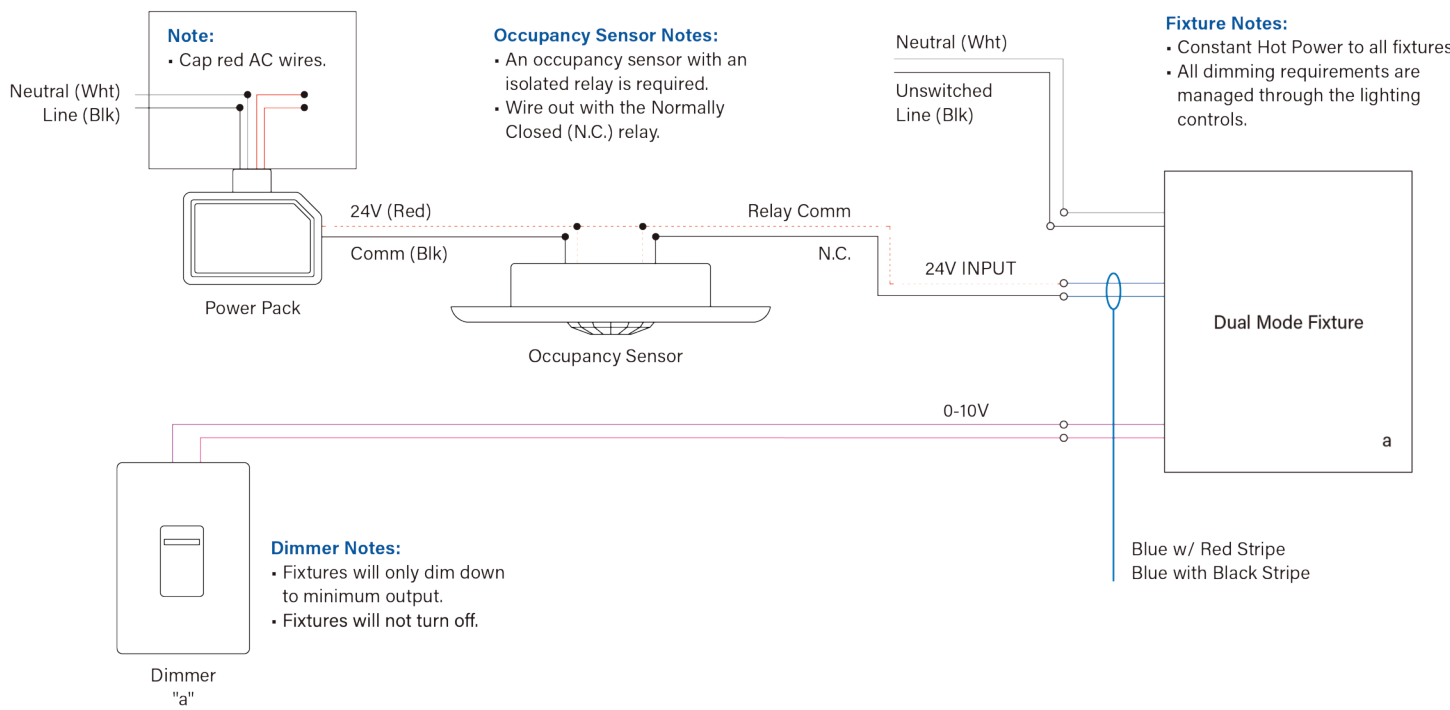 Note:
• Cap red AC wires.
Neutral (Wht)
Line (Blk)
Occupancy Sensor Notes:
• An occupancy sensor with an
isolated relay is required.
• Wire out with the Normally
Closed (N.C.) relay.
Neutral (Wht)
Unswitched
Line (Blk)
Fixture Notes:
• Constant Hot Power to all fixtures
• All dimming requirements are
managed through the lighting
controls.
24V (Red)
Comm (Blk)
Relay Comm
N.C.
24V INPUT
Power Pack
Occupancy Sensor
Dual Mode Fixture
0-10V
a
Dimmer Notes:
• Fixtures will only dim down
to minimum output.
• Fixtures will not turn off.
Blue w/ Red Stripe
Blue with Black Stripe
Dimmer
"a"